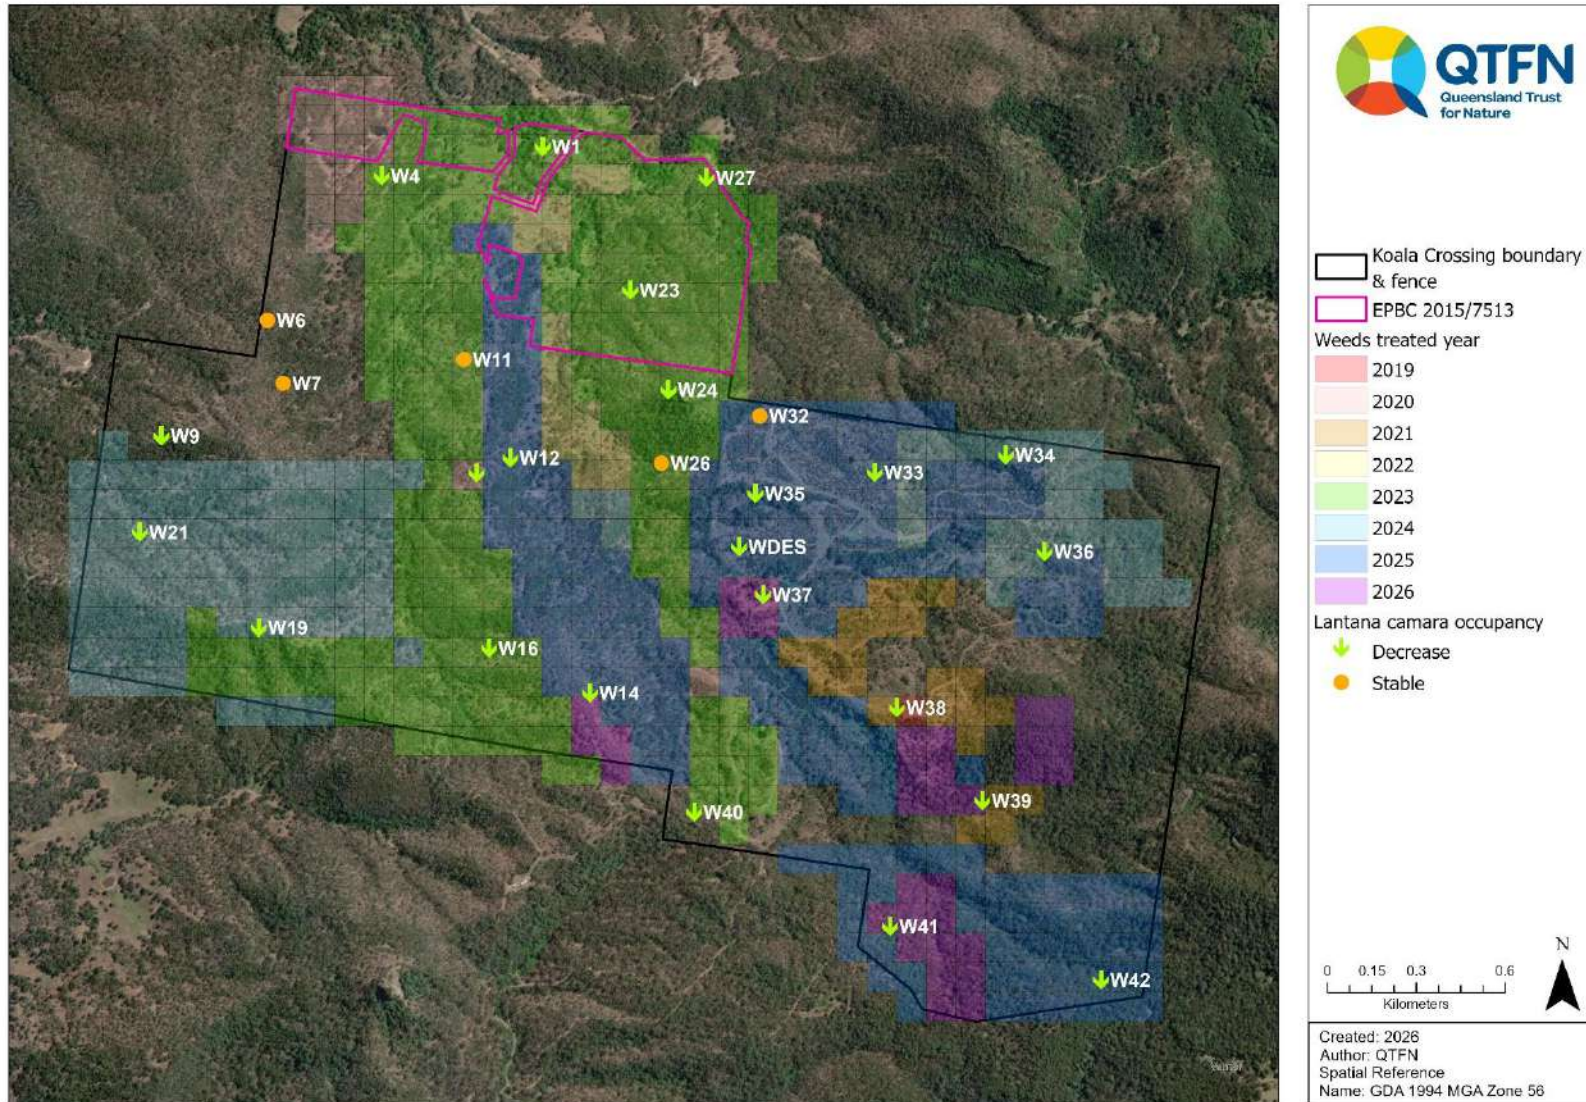 W1
W4
W27
W23
W6
W11
W7
W24
W32
W9
W12
W26
W33
W34
W35
W21
WDES
W36
W37
W19
W16
W14
W38
W40
W39
W41
W42
QTFN
Queensland Trust
for Nature
Koala Crossing boundary
& fence
EPBC 2015/7513
Weeds treated year
2019
2020
2021
2022
2023
2024
2025
2026
Lantana camara occupancy
Decrease
Stable
N
0 0.15 0.3 0.6
Kilometers
Created: 2026
Author: QTFN
Spatial Reference
Name: GDA 1994 MGA Zone 56